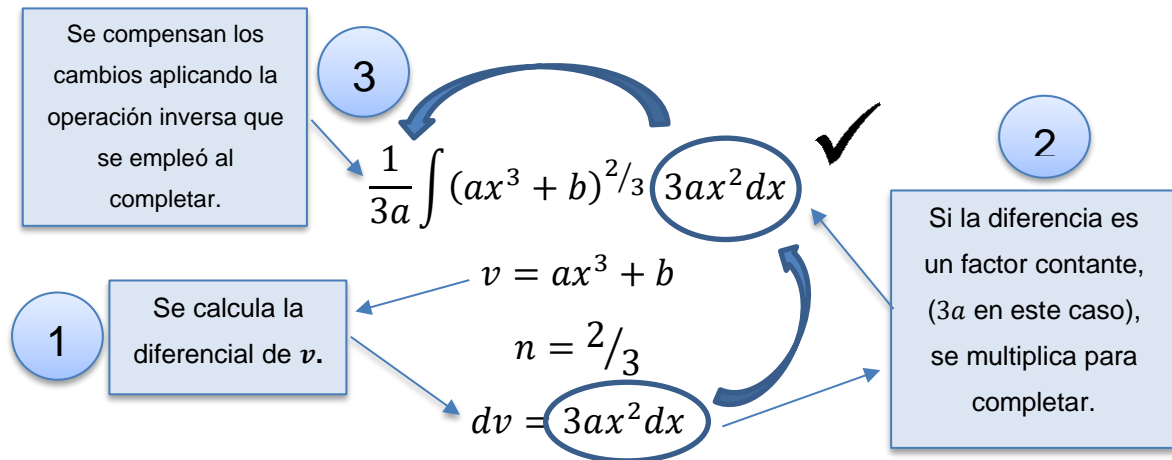 Se compensan los
cambios aplicando la
operación inversa que
se empleó al
completar.
3
1/3a ∫ (ax³ + b)^2/3 3ax²dx
2
Si la diferencia es
un factor contante,
(3a en este caso),
se multiplica para
completar.
v = ax³ + b
1
Se calcula la
diferencial de v.
n = 2/3
dv = 3ax²dx